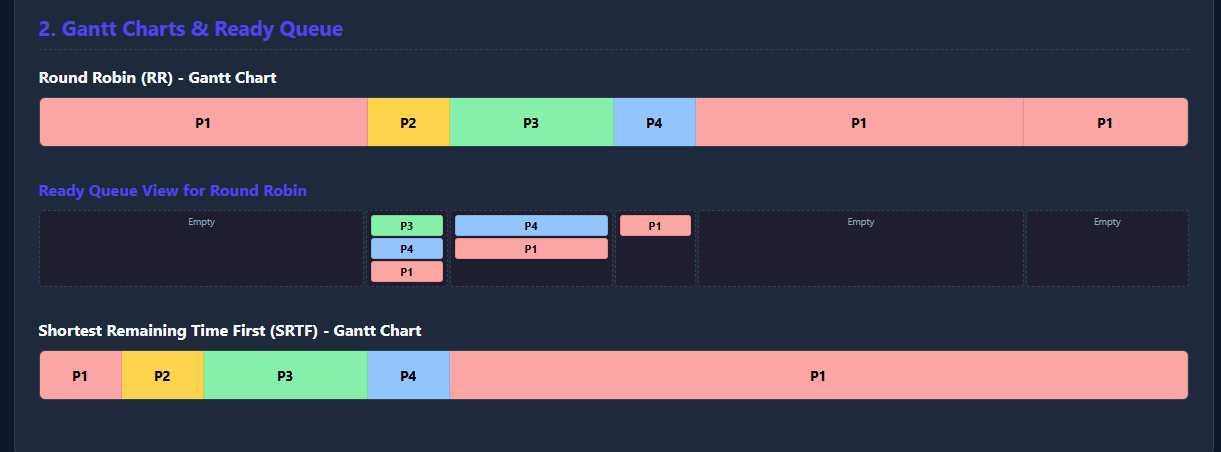 2. Gantt Charts & Ready Queue
Round Robin (RR) - Gantt Chart
P1 P2 P3 P4 P1 P1
Ready Queue View for Round Robin
Empty P3 P4 P1 Empty Empty
P4 P1
P1
Shortest Remaining Time First (SRTF) - Gantt Chart
P1 P2 P3 P4 P1